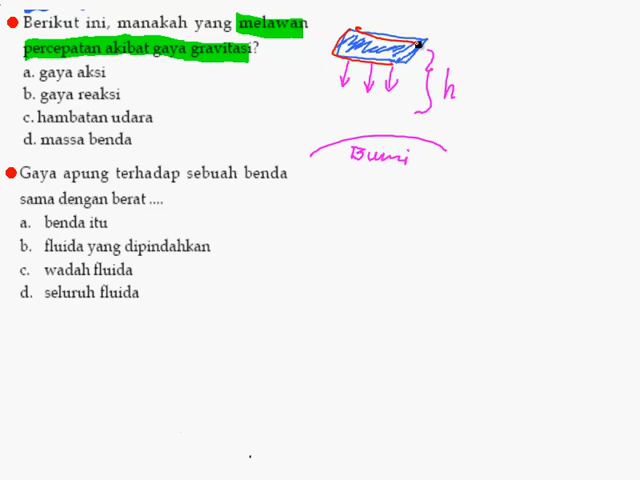 Berikut ini, manakah yang melawan
percepatan akibat gaya gravitasi?
a. gaya aksi
b. gaya reaksi
c. hambatan udara
d. massa benda
h
Bumi
Gaya apung terhadap sebuah benda
sama dengan berat ....
a. benda itu
b. fluida yang dipindahkan
c. wadah fluida
d. seluruh fluida